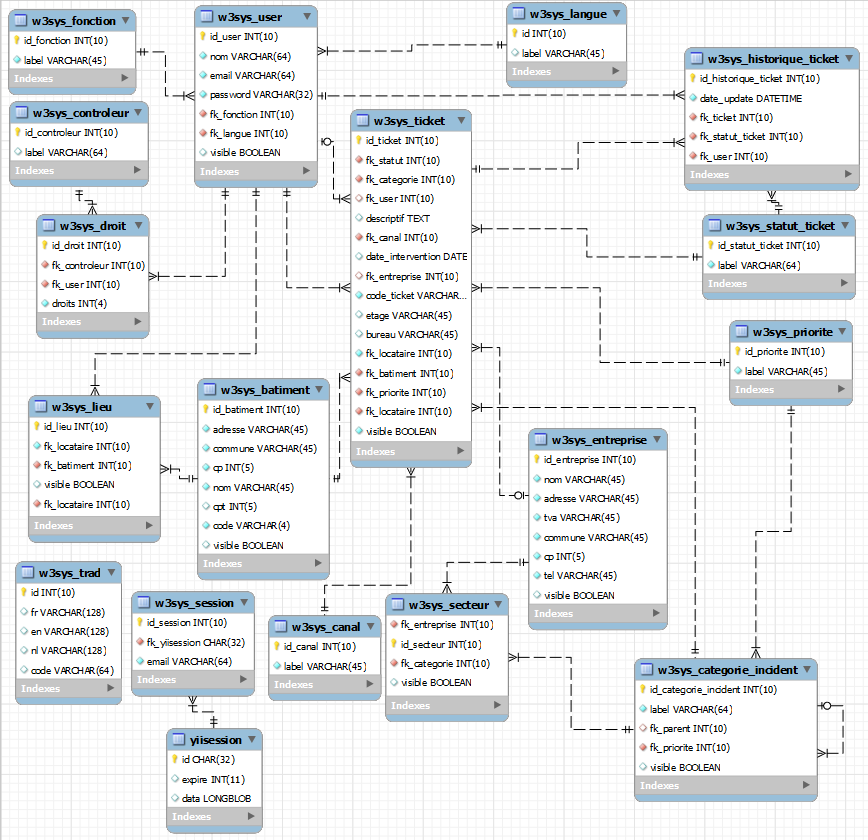 w3sys_fonction
id_fonction INT(10)
label VARCHAR(45)
Indexes
w3sys_user
id_user INT(10)
nom VARCHAR(64)
email VARCHAR(64)
password VARCHAR(32)
fk_fonction INT(10)
fk_langue INT(10)
visible BOOLEAN
Indexes
w3sys_langue
id INT(10)
label VARCHAR(45)
Indexes
w3sys_historique_ticket
id_historique_ticket INT(10)
date_update DATETIME
fk_ticket INT(10)
fk_statut_ticket INT(10)
fk_user INT(10)
Indexes
w3sys_controleur
id_controleur INT(10)
label VARCHAR(64)
Indexes
w3sys_ticket
id_ticket INT(10)
fk_statut INT(10)
fk_categorie INT(10)
fk_user INT(10)
descriptif TEXT
fk_canal INT(10)
date_intervention DATE
fk_entreprise INT(10)
code_ticket VARCHAR...
etage VARCHAR(45)
bureau VARCHAR(45)
fk_locataire INT(10)
fk_batiment INT(10)
fk_priorite INT(10)
fk_locataire INT(10)
visible BOOLEAN
Indexes
w3sys_droit
id_droit INT(10)
fk_controleur INT(10)
fk_user INT(10)
droits INT(4)
Indexes
w3sys_statut_ticket
id_statut_ticket INT(10)
label VARCHAR(64)
Indexes
w3sys_priorite
id_priorite INT(10)
label VARCHAR(45)
Indexes
w3sys_lieu
id_lieu INT(10)
fk_locataire INT(10)
fk_batiment INT(10)
visible BOOLEAN
fk_locataire INT(10)
Indexes
w3sys_batiment
id_batiment INT(10)
adresse VARCHAR(45)
commune VARCHAR(45)
cp INT(5)
nom VARCHAR(45)
cpt INT(5)
code VARCHAR(4)
visible BOOLEAN
Indexes
w3sys_entreprise
id_entreprise INT(10)
nom VARCHAR(45)
adresse VARCHAR(45)
tva VARCHAR(45)
commune VARCHAR(45)
cp INT(5)
tel VARCHAR(45)
visible BOOLEAN
Indexes
w3sys_trad
id INT(10)
fr VARCHAR(128)
en VARCHAR(128)
nl VARCHAR(128)
code VARCHAR(64)
Indexes
w3sys_session
id_session INT(10)
fk_yiisession CHAR(32)
email VARCHAR(64)
Indexes
w3sys_canal
id_canal INT(10)
label VARCHAR(45)
Indexes
w3sys_secteur
fk_entreprise INT(10)
id_secteur INT(10)
fk_categorie INT(10)
visible BOOLEAN
Indexes
w3sys_categorie_incident
id_categorie_incident INT(10)
label VARCHAR(64)
fk_parent INT(10)
fk_priorite INT(10)
visible BOOLEAN
Indexes
yiisession
id CHAR(32)
expire INT(11)
data LONGBLOB
Indexes